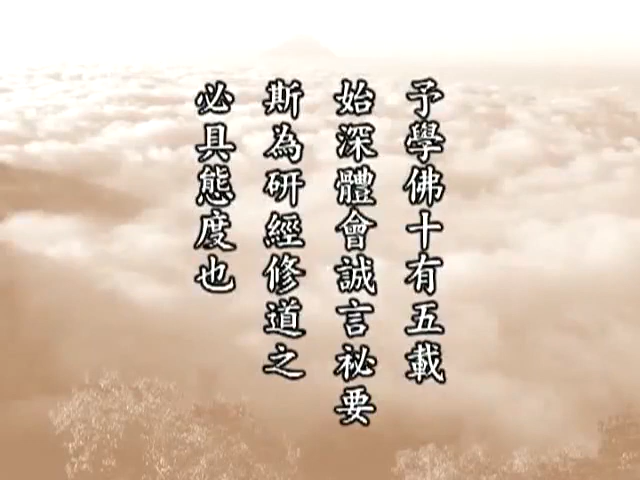 予學佛十有五載
始深體會誠言祕要
斯為研經修道之
必具態度也